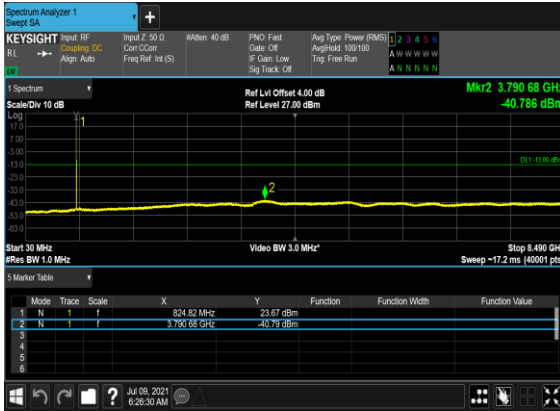 Spectrum Analyzer 1
Swept SA
+
KEYSIGHT
RL
Input: RF
Coupling: DC
Align: Auto
Input Z: 50 Ω
Corr CCorr
Freq Ref: Int (S)
#Atten: 40 dB
PNO: Fast
Gate: Off
IF Gain: Low
Sig Track: Off
Avg Type: Power (RMS)
Avg|Hold: 100/100
Trig: Free Run
1 2 3 4 5 6
A W W W W W
A N N N N N
1 Spectrum
Scale/Div 10 dB
Ref Lvl Offset 4.00 dB
Ref Level 27.00 dBm
Mkr2 3.790 68 GHz
-40.786 dBm
Log
17.0
7.00
-3.00
-13.0
-23.0
-33.0
-43.0
-53.0
-63.0
1
2
DL1 -13.00 dBm
Start 30 MHz
#Res BW 1.0 MHz
Video BW 3.0 MHz*
Stop 8.490 GH
Sweep ~17.2 ms (40001 pts
5 Marker Table
Mode Trace Scale X Y Function Function Width Function Value
1 N 1 f 824.82 MHz 23.67 dBm
2 N 1 f 3.790 68 GHz -40.79 dBm
3
4
5
6
?
Jul 09, 2021
6:26:30 AM